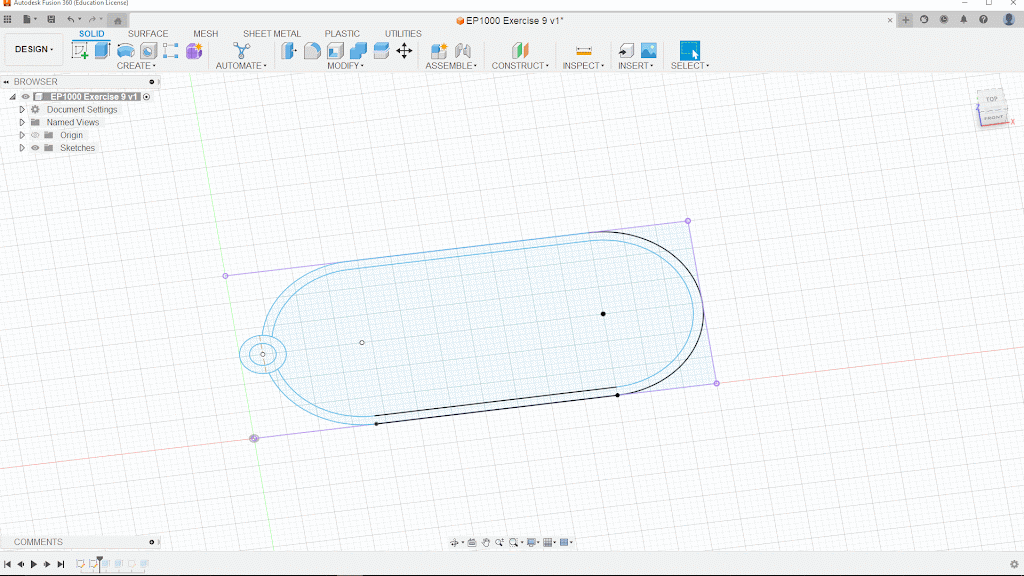 Autodesk Fusion 360 (Education License)
EP1000 Exercise 9 v1*
DESIGN
SOLID SURFACE MESH SHEET METAL PLASTIC UTILITIES
CREATE AUTOMATE MODIFY ASSEMBLE CONSTRUCT INSPECT INSERT SELECT
BROWSER
EP1000 Exercise 9 v1
Document Settings
Named Views
Origin
Sketches
TOP
Z
FRONT
X
COMMENTS